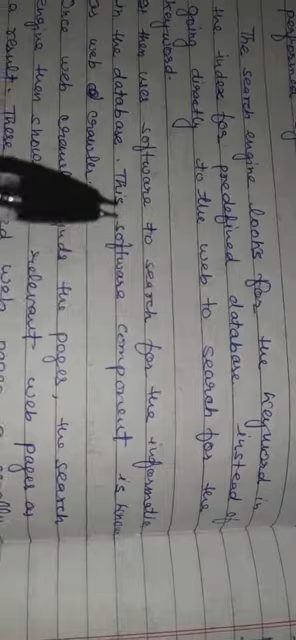 performed
The search engine looks for the keyword in
the index for predefined database instead of
going directly to the web to search for the
keyword.
then uses software to search for the informatio
in the database. This software component is know
as web crawler
Once web crawl the pages, the search
engine then show relevant web pages as
a result. These web pages